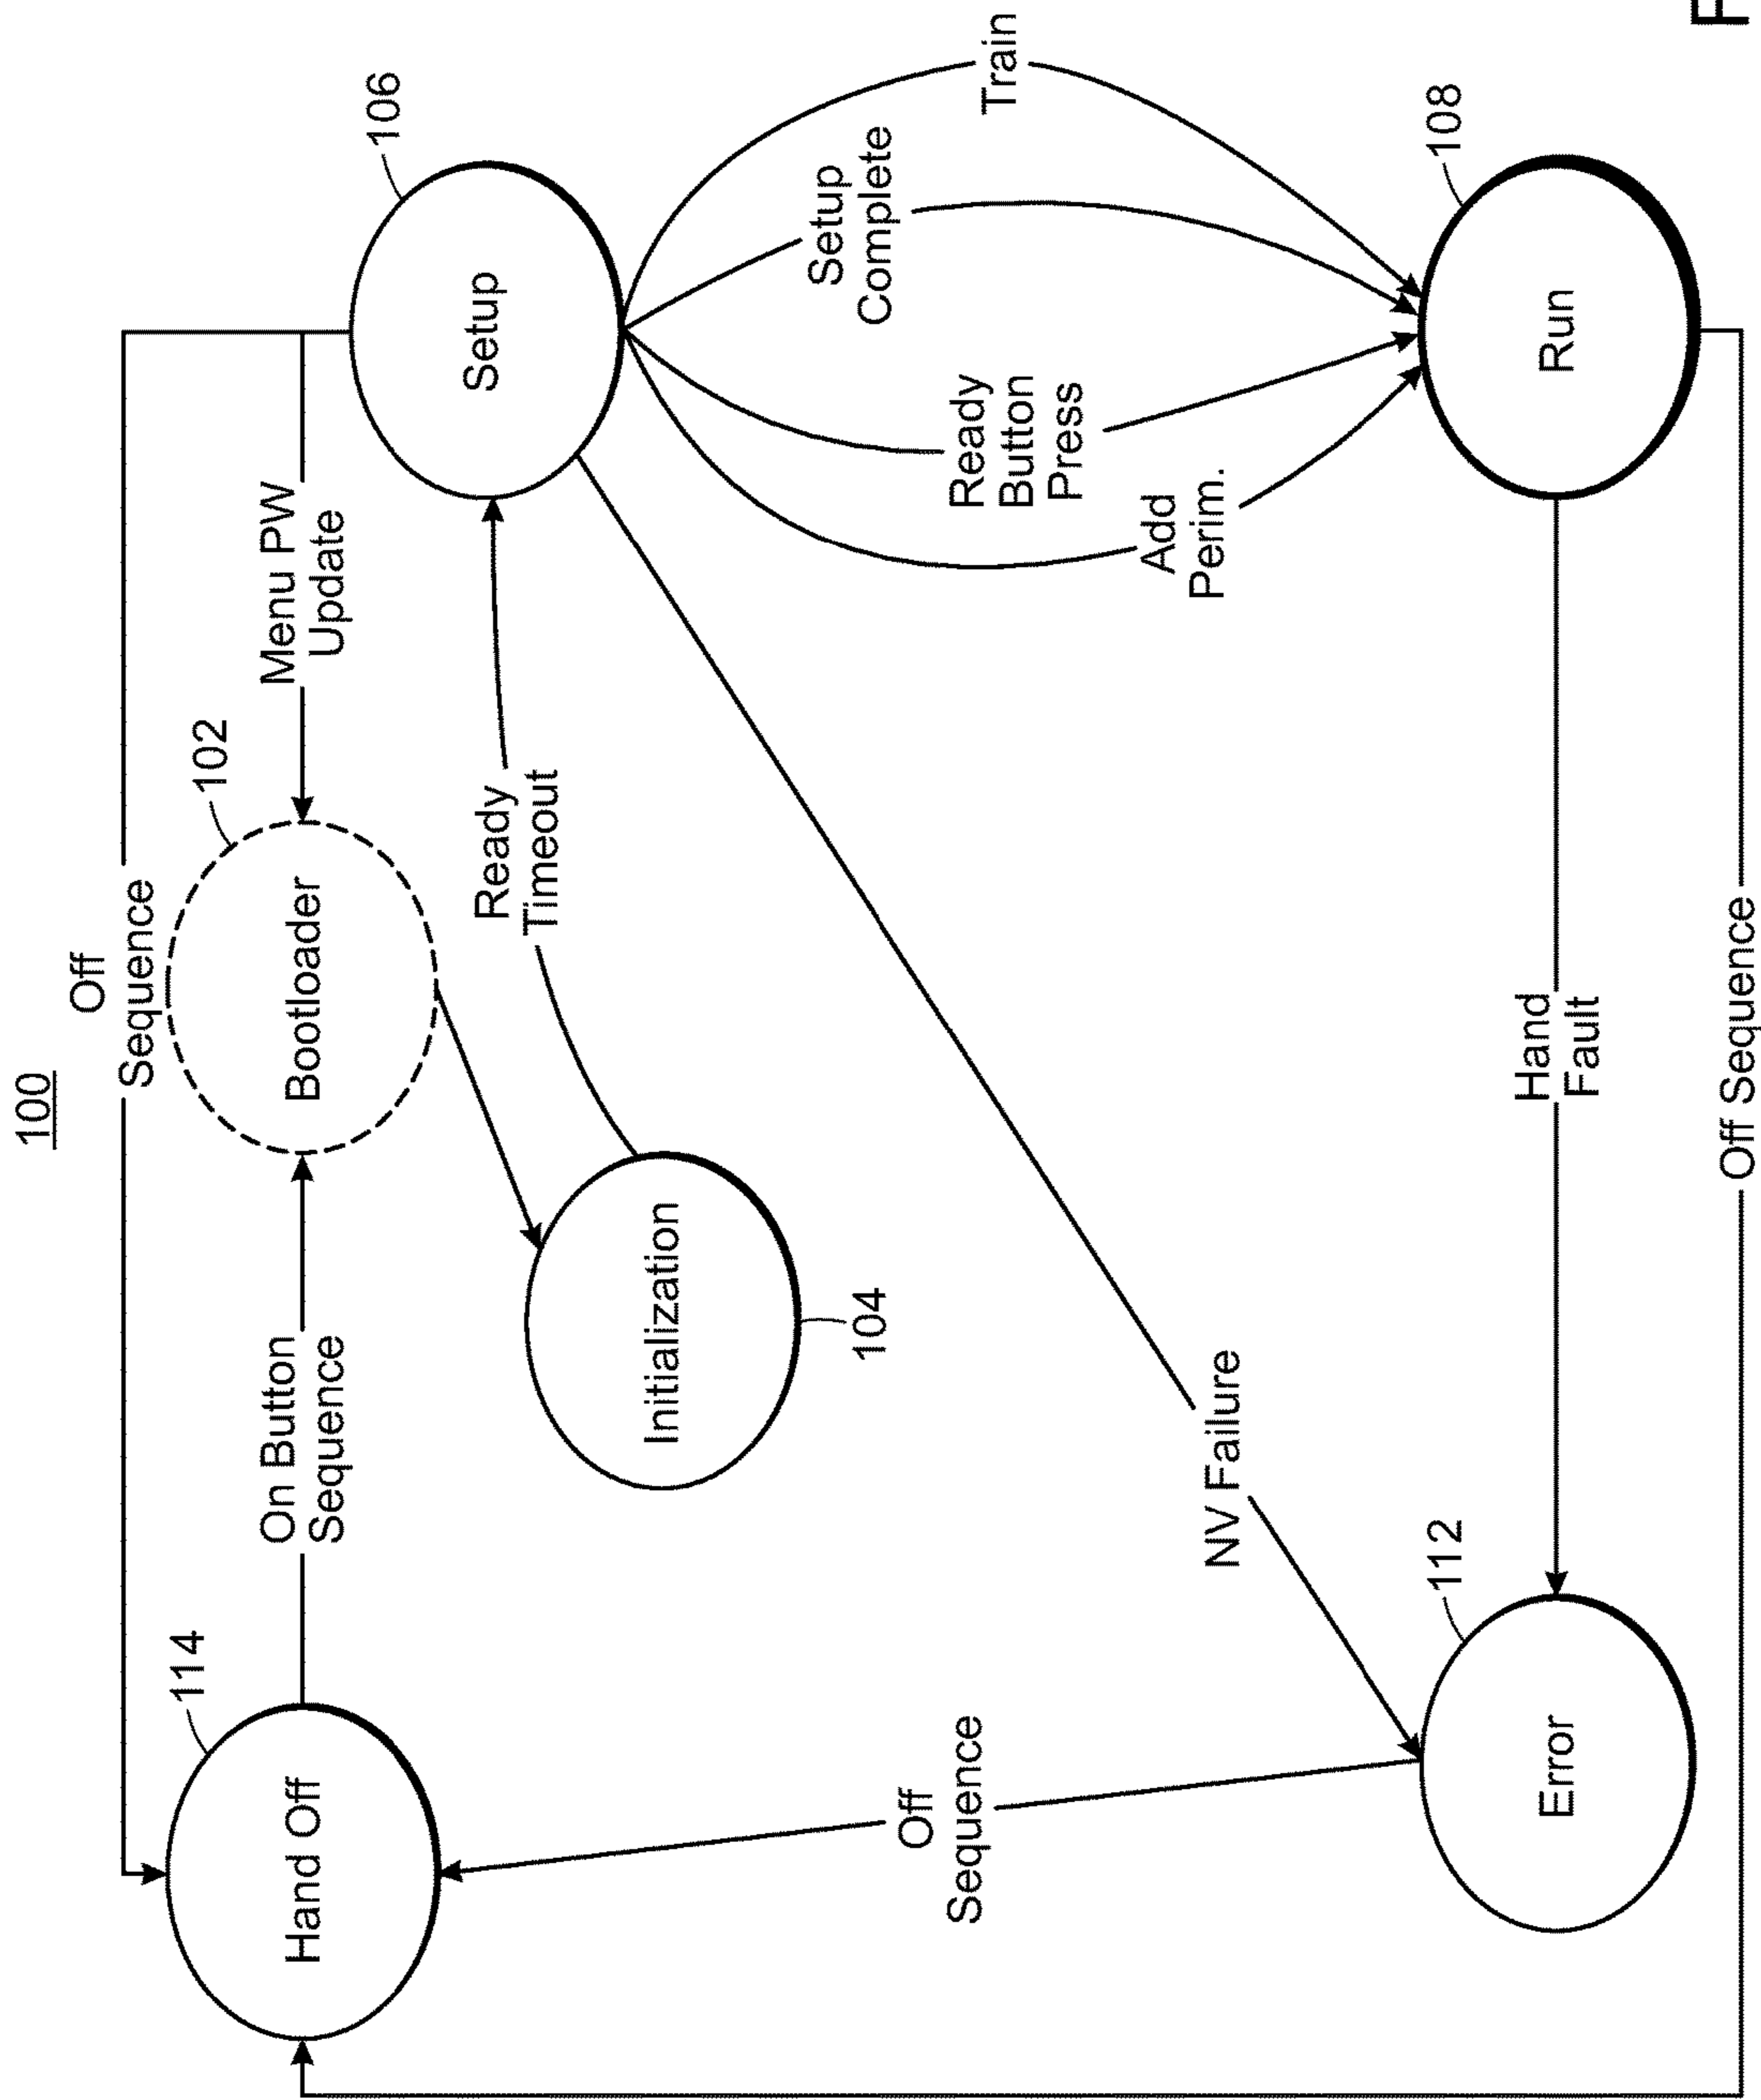 100
Off
Sequence
114
Hand Off
On Button
Sequence
102
Bootloader
Menu PW
Update
106
Setup
Initialization
104
Ready
Timeout
Setup
Complete
Train
Ready
Button
Press
Add
Perim.
Off
Sequence
NV Failure
112
Error
Hand
Fault
108
Run
Off Sequence